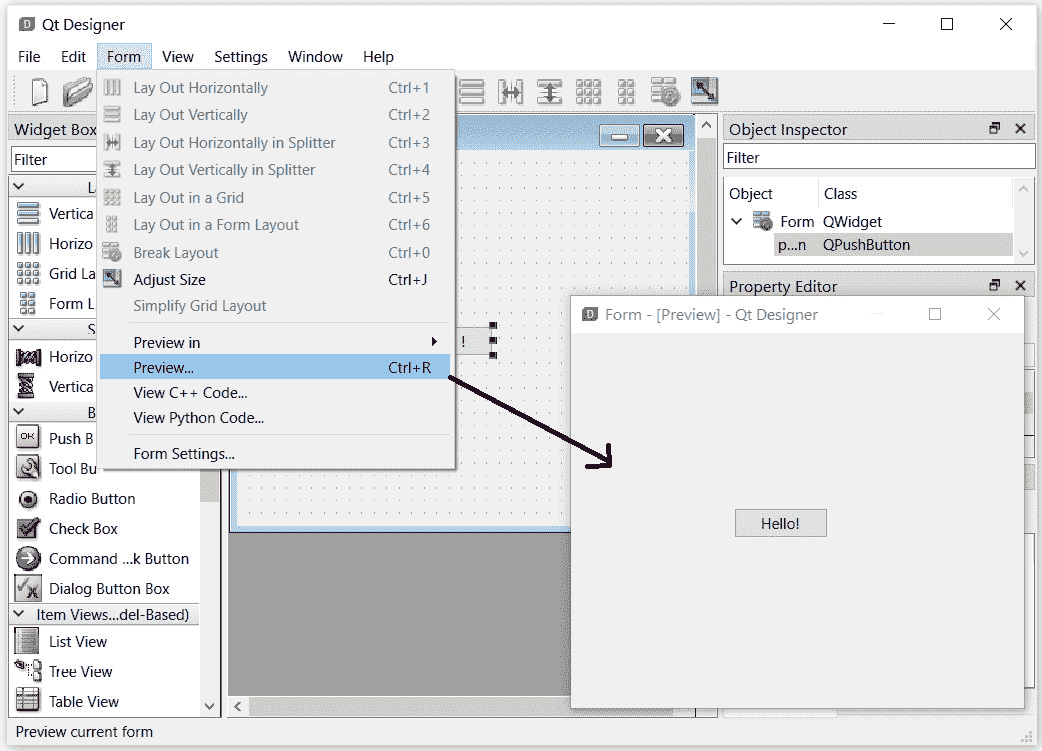 Qt Designer
File Edit Form View Settings Window Help
Lay Out Horizontally Ctrl+1
Lay Out Vertically Ctrl+2
Lay Out Horizontally in Splitter Ctrl+3
Lay Out Vertically in Splitter Ctrl+4
Lay Out in a Grid Ctrl+5
Lay Out in a Form Layout Ctrl+6
Break Layout Ctrl+0
Adjust Size Ctrl+J
Simplify Grid Layout
Preview in
Preview... Ctrl+R
View C++ Code...
View Python Code...
Form Settings...
Widget Box
Filter
L
Vertica
Horizo
Grid La
Form L
S
Horizo
Vertica
B
OK
Push B
Tool Bu
Radio Button
Check Box
Command ...k Button
Dialog Button Box
Item Views...del-Based)
List View
Tree View
Table View
!
Object Inspector
Filter
Object Class
Form QWidget
p...n QPushButton
Property Editor
Form - [Preview] - Qt Designer
Hello!
Preview current form